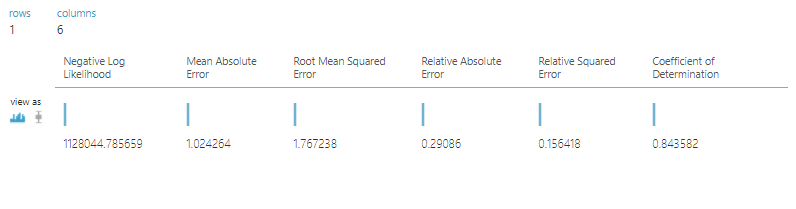 rows columns
1 6
Negative Log Likelihood
Mean Absolute Error
Root Mean Squared Error
Relative Absolute Error
Relative Squared Error
Coefficient of Determination
view as
1128044.785659 1.024264 1.767238 0.29086 0.156418 0.843582